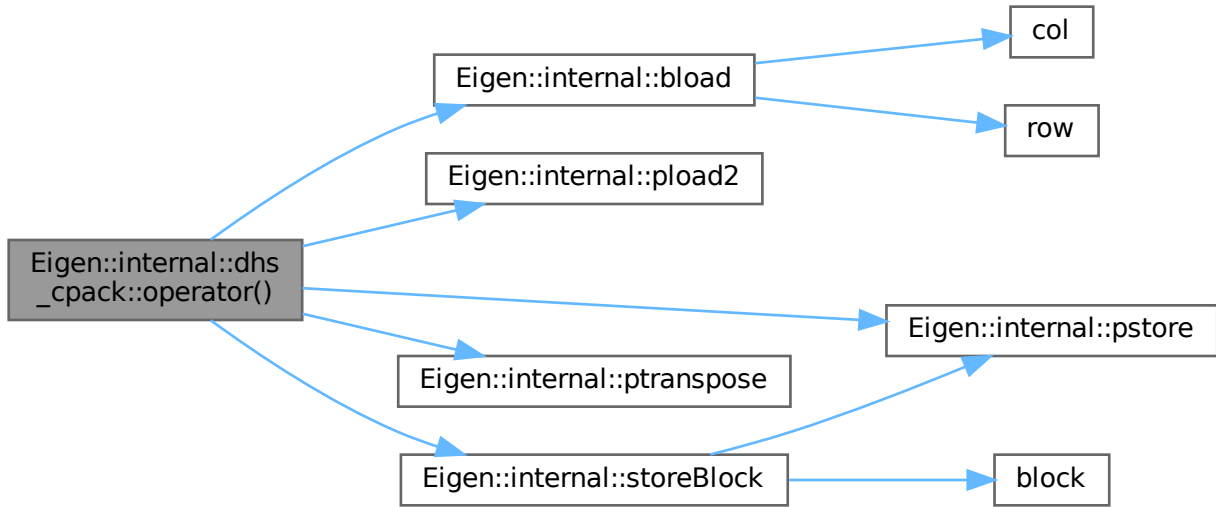 col
Eigen::internal::bload
row
Eigen::internal::pload2
Eigen::internal::dhs
_cpack::operator()
Eigen::internal::pstore
Eigen::internal::ptranspose
Eigen::internal::storeBlock
block